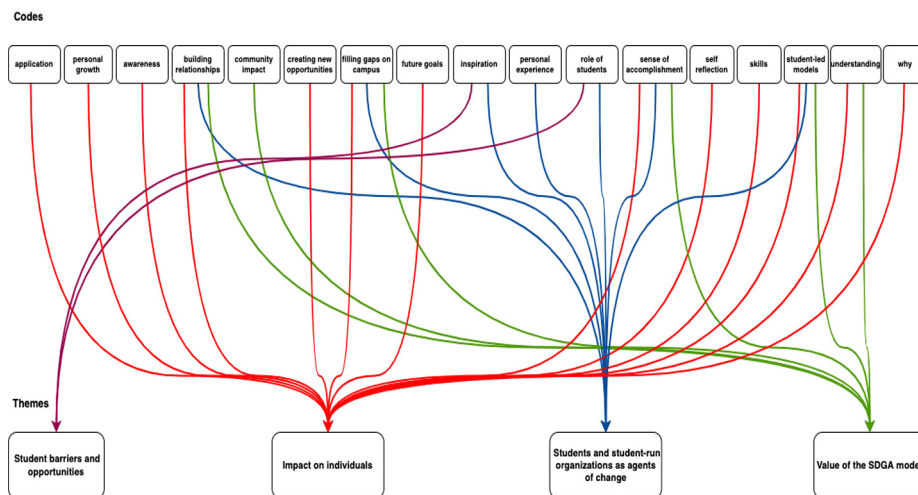 Codes
application
personal
growth
awareness
building
relationships
community
impact
creating new
opportunities
filling gaps on
campus
future goals
inspiration
personal
experience
role of
students
sense of
accomplishment
self
reflection
skills
student-led
models
understanding
why
Themes
Student barriers and
opportunities
Impact on individuals
Students and student-run
organizations as agents
of change
Value of the SDGA mode